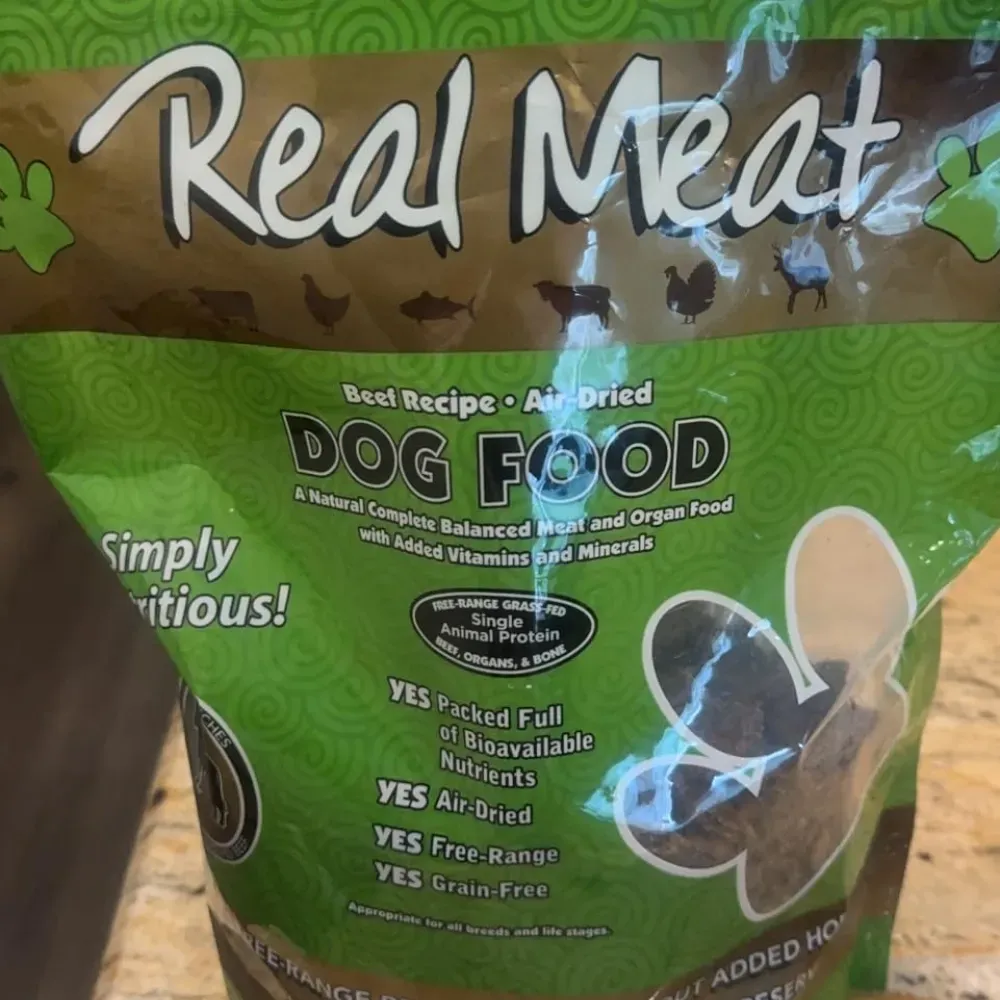 Real Meat
Beef Recipe • Air-Dried
DOG FOOD
A Natural Complete Balanced Meat and Organ Food
with Added Vitamins and Minerals
Simply
FREE-RANGE GRASS-FED
Single
Animal Protein
BEEF, ORGANS, & BONE
YES Packed Full
of Bioavailable
Nutrients
YES Air-Dried
YES Free-Range
YES Grain-Free
Appropriate for all breeds and life stages.
ADDED